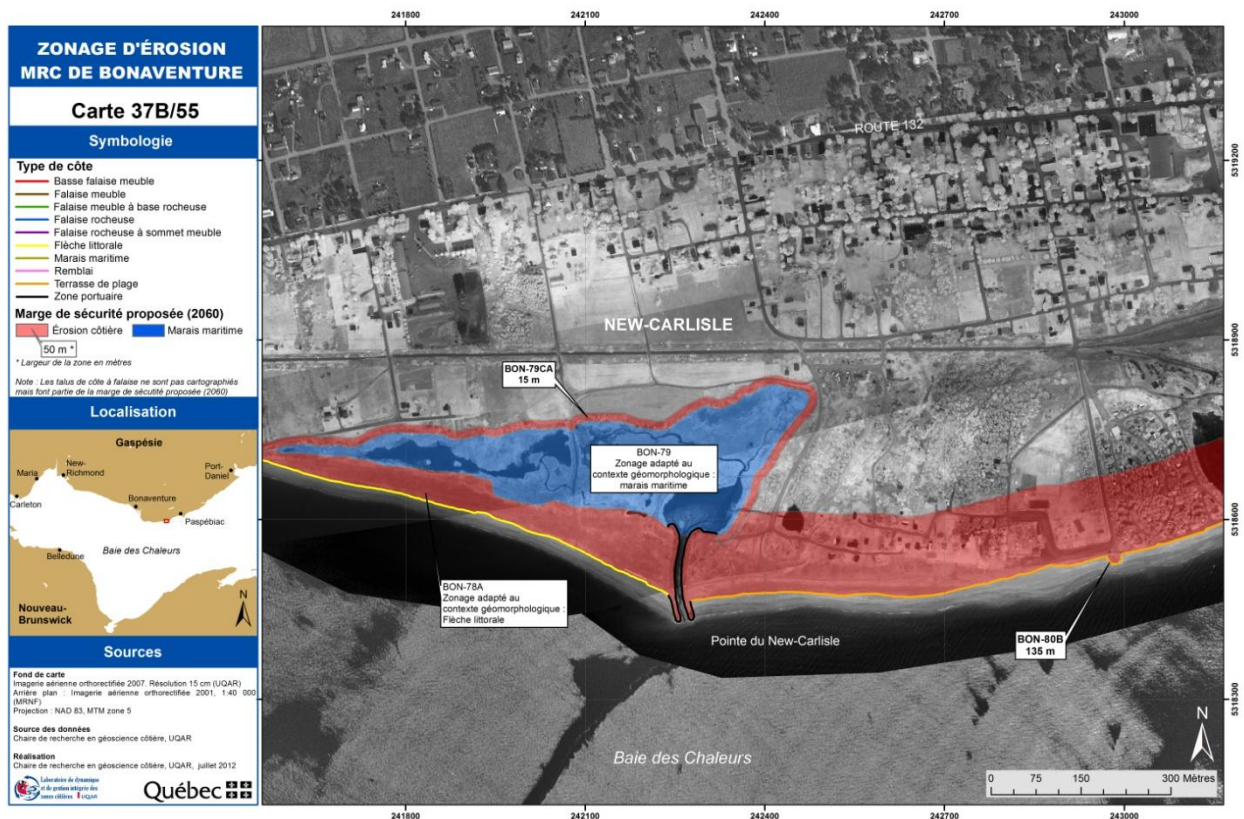 ZONAGE D'ÉROSION
MRC DE BONAVENTURE
Carte 37B/55
Symbologie
Type de côte
Basse falaise meuble
Falaise meuble
Falaise meuble à base rocheuse
Falaise rocheuse
Falaise rocheuse à sommet meuble
Flèche littorale
Marais maritime
Remblai
Terrasse de plage
Zone portuaire
Marge de sécurité proposée (2060)
Érosion côtière
Marais maritime
50 m *
* Largeur de la zone en mètres
Note : Les talus de côte à falaise ne sont pas cartographiés
mais font partie de la marge de sécutité proposée (2060)
Localisation
Gaspésie
Maria
New-
Richmond
Port-
Daniel
Carleton
Bonaventure
Paspébiac
Baie des Chaleurs
Belledune
Nouveau-
Brunswick
N
Sources
Fond de carte
Imagerie aérienne orthorectifiée 2007. Résolution 15 cm (UQAR)
Arrière plan : Imagerie aérienne orthorectifiée 2001, 1:40 000
(MRNF)
Projection : NAD 83, MTM zone 5
Source des données
Chaire de recherche en géoscience côtière, UQAR
Réalisation
Chaire de recherche en géoscience côtière, UQAR, juillet 2012
Laboratoire de dynamique
et de gestion intégrée des
zones côtières UQAR
Québec
241800
242100
242400
242700
243000
ROUTE 132
5319200
NEW-CARLISLE
5318900
BON-79CA
15 m
BON-79
Zonage adapté au
contexte géomorphologique :
marais maritime
5318600
BON-78A
Zonage adapté au
contexte géomorphologique :
Flèche littorale
Pointe du New-Carlisle
BON-80B
135 m
5318300
Baie des Chaleurs
N
0 75 150 300 Mètres
241800
242100
242400
242700
243000